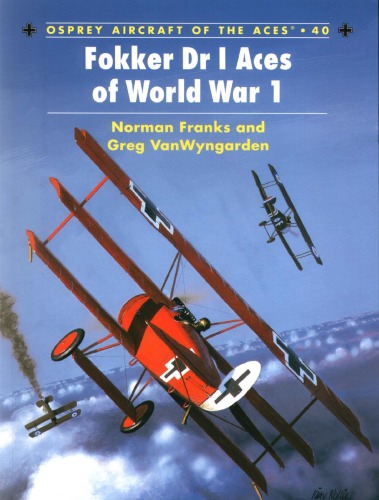 OSPREY AIRCRAFT OF THE ACES® • 40
Fokker Dr I Aces
of World War 1
Norman Franks and
Greg VanWyngarden